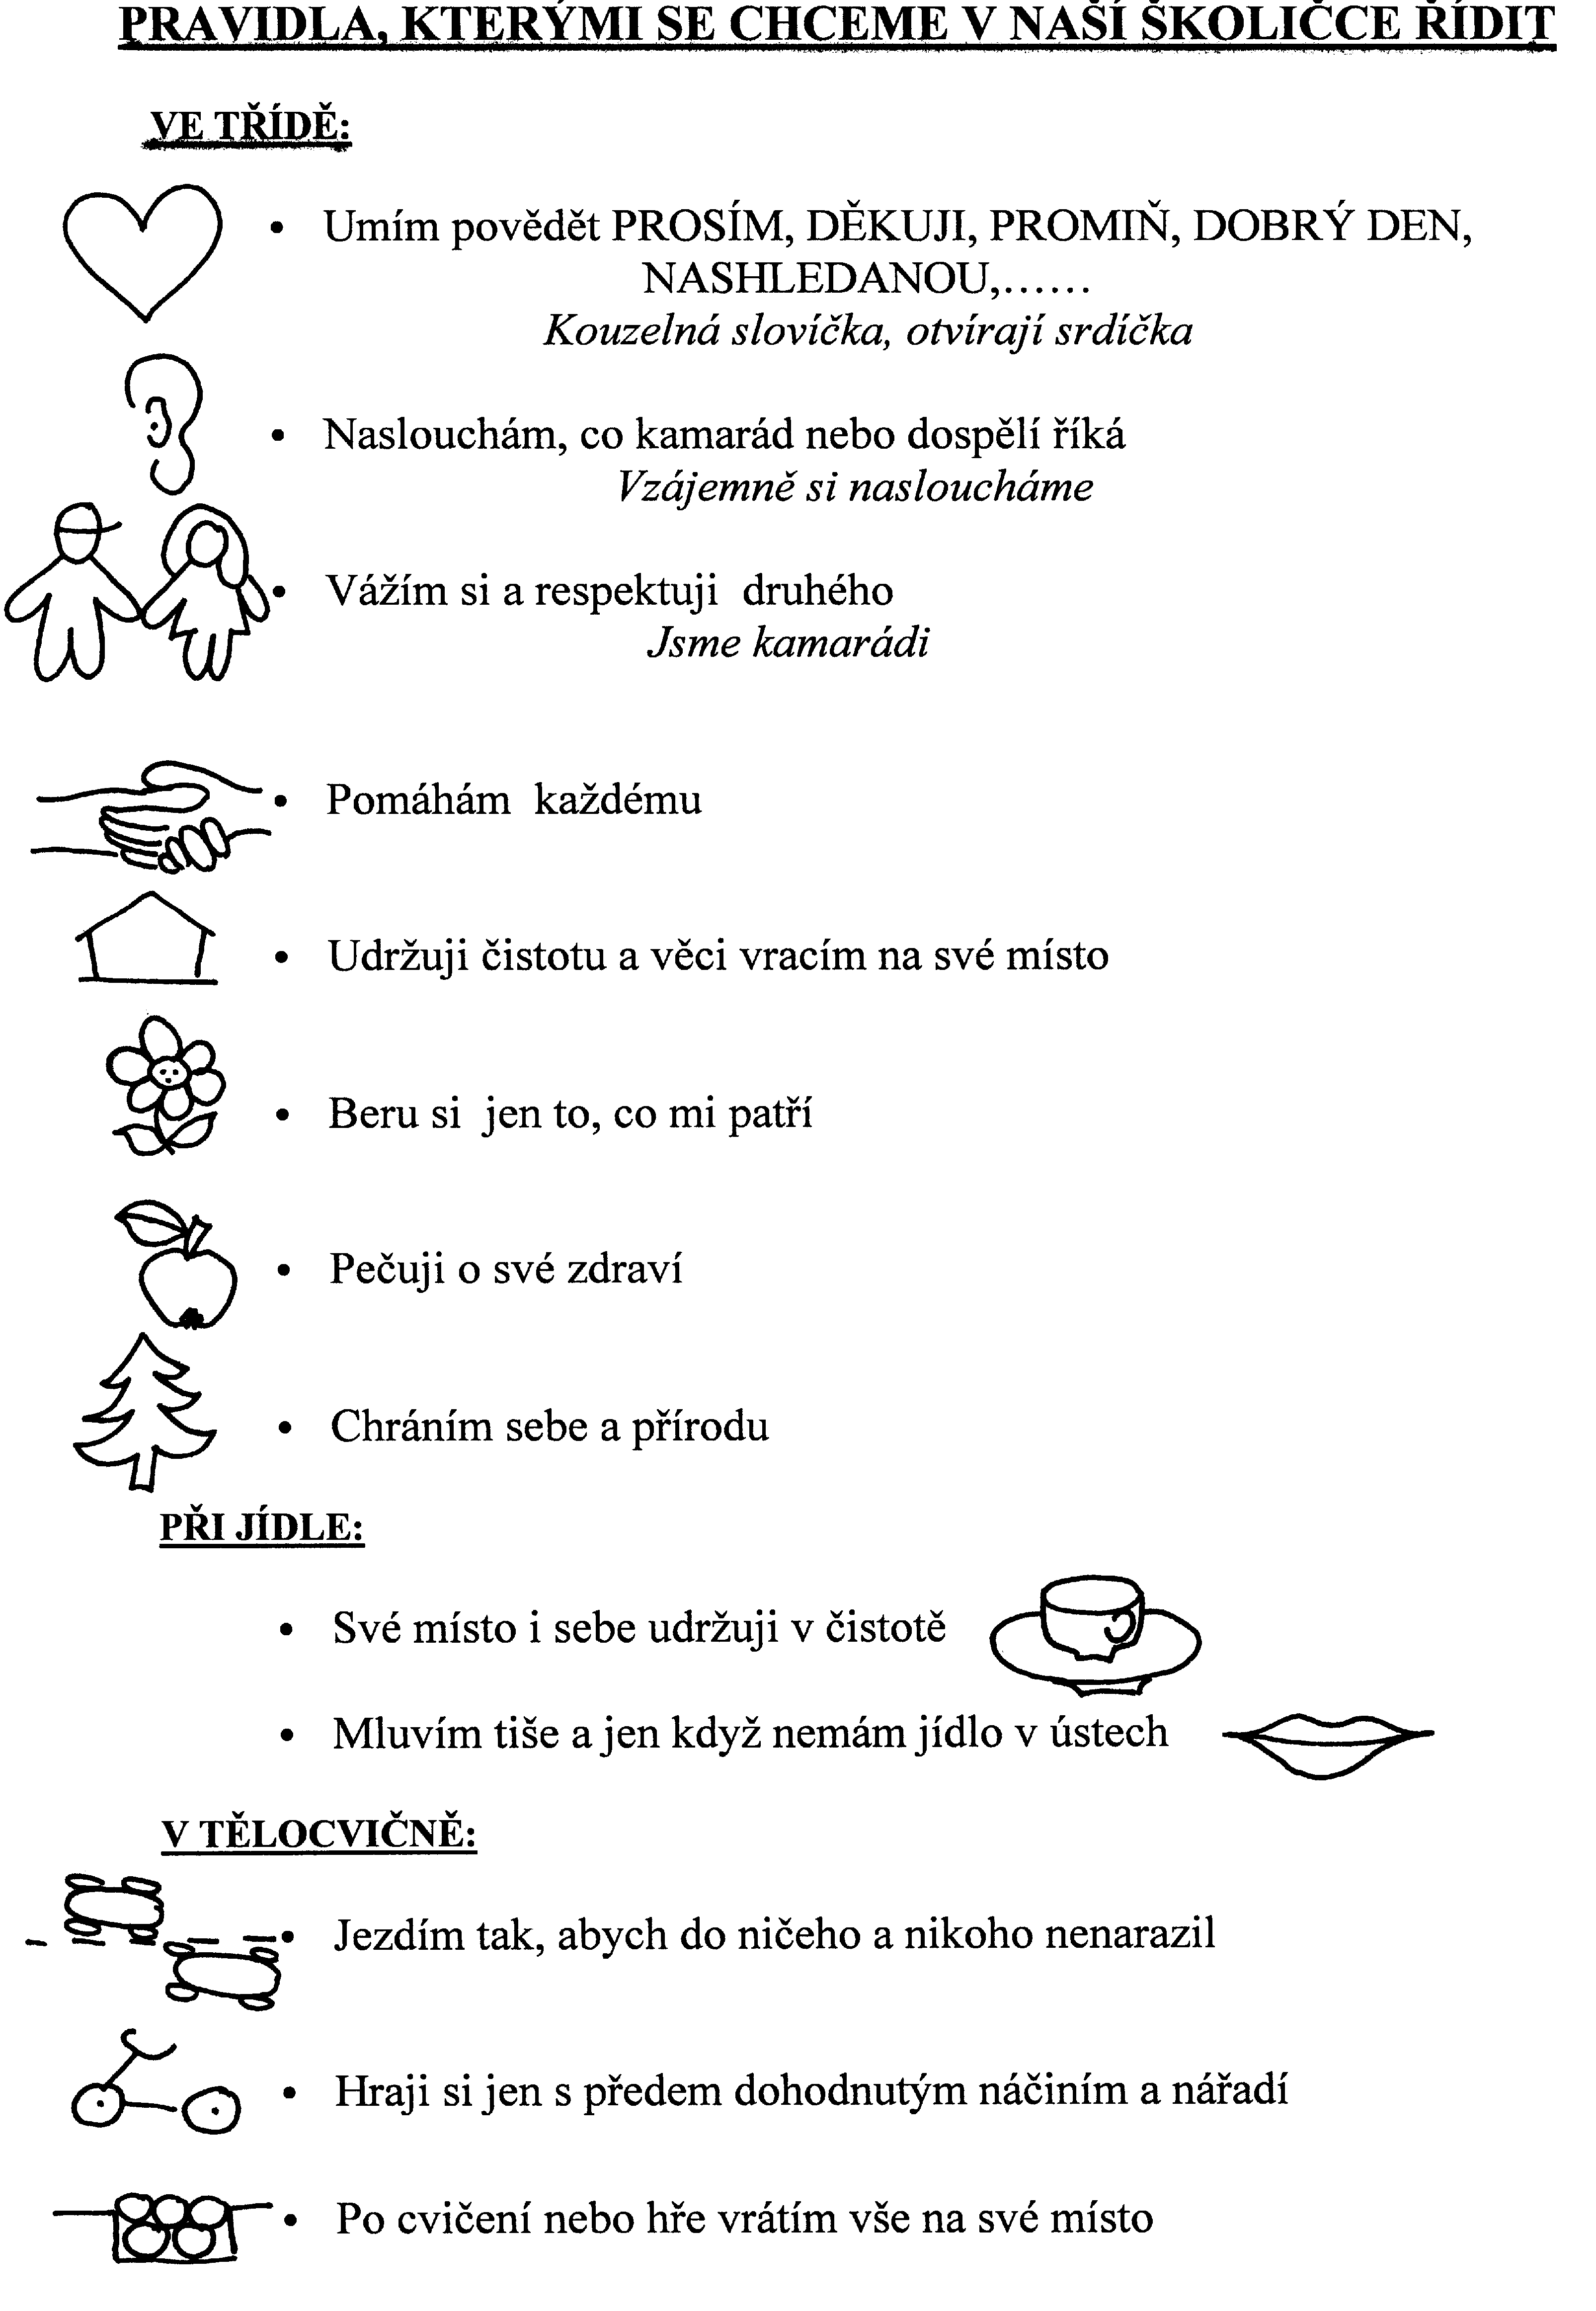 PRAVIDLA, KTERÝMI SE CHCEME V NAŠÍ ŠKOLIČCE ŘÍDIT
VE TŘÍDĚ:
• Umím povědět PROSÍM, DĚKUJI, PROMIŇ, DOBRÝ DEN,
NASHLEDANOU,......
Kouzelná slovíčka, otvírají srdíčka
• Naslouchám, co kamarád nebo dospělí říká
Vzájemně si nasloucháme
• Vážím si a respektuji druhého
Jsme kamarádi
• Pomáhám každému
• Udržuji čistotu a věci vracím na své místo
• Beru si jen to, co mi patří
• Pečuji o své zdraví
• Chráním sebe a přírodu
PŘI JÍDLE:
• Své místo i sebe udržuji v čistotě
• Mluvím tiše a jen když nemám jídlo v ústech
V TĚLOCVIČNĚ:
• Jezdím tak, abych do ničeho a nikoho nenarazil
• Hraji si jen s předem dohodnutým náčiním a nářadí
• Po cvičení nebo hře vrátím vše na své místo